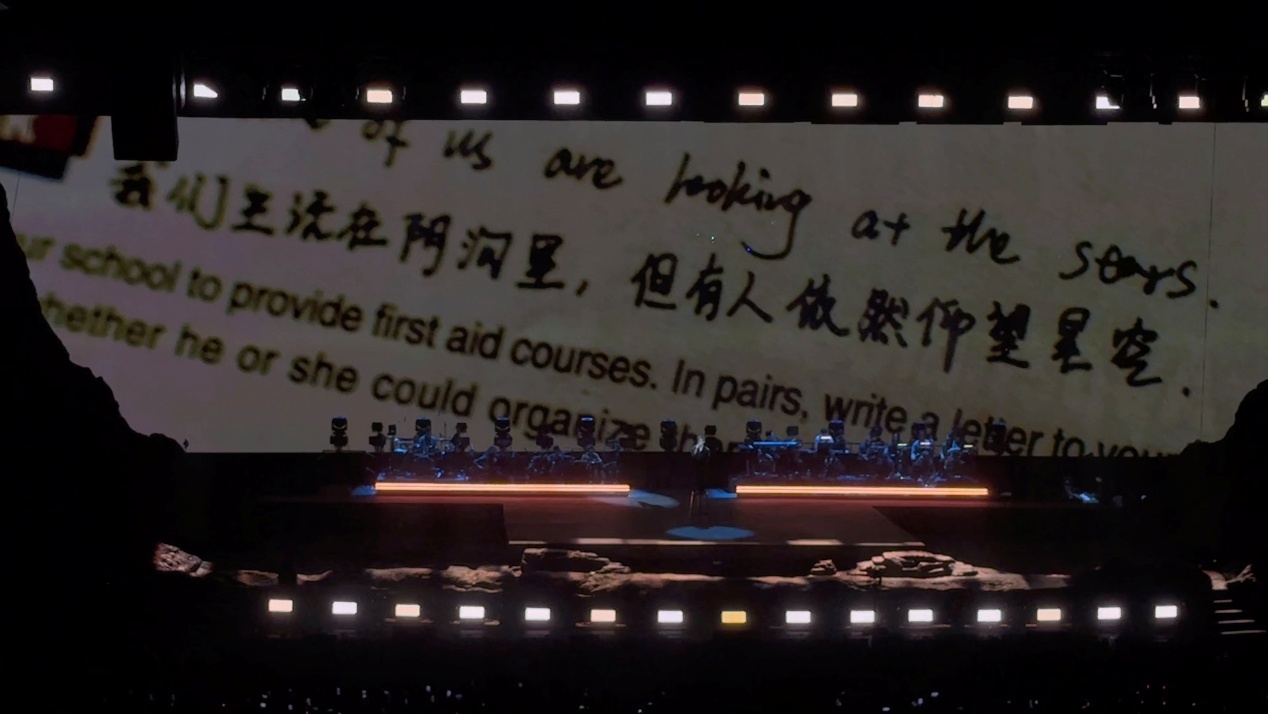 of us are looking at the stars.
我们生活在阴沟里，但有人依然仰望星空.
school to provide first aid courses. In pairs, write a letter to your
whether he or she could organize